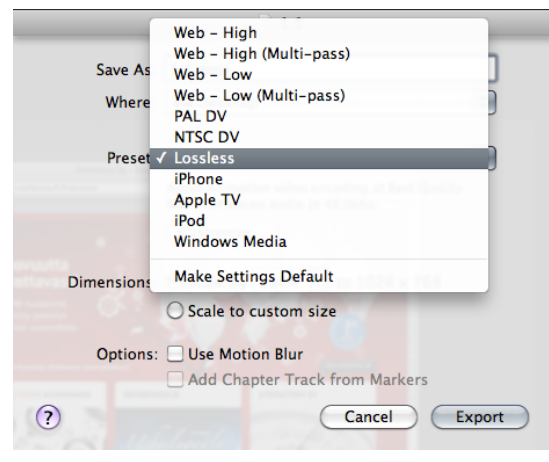 Web – High
Save As
Web – High (Multi-pass)
Web – Low
Where
Web – Low (Multi-pass)
PAL DV
NTSC DV
Preset ✓ Lossless
iPhone
Apple TV
iPod
Windows Media
Dimensions
Make Settings Default
Scale to custom size
Options: Use Motion Blur
Add Chapter Track from Markers
? Cancel Export